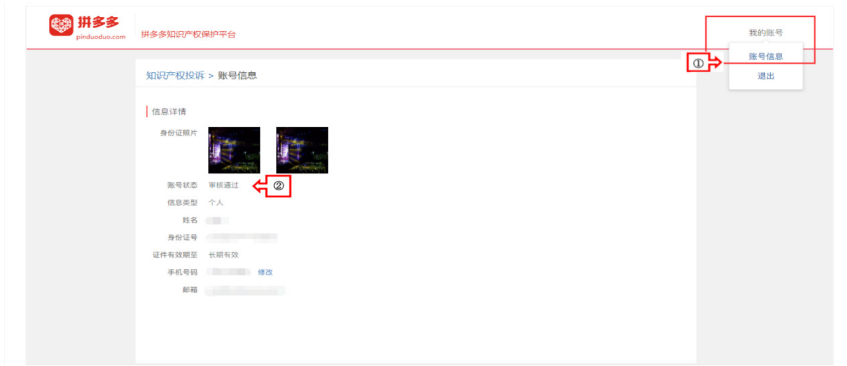 拼多多
pinduoduo.com
拼多多知识产权保护平台
我的账号
①
账号信息
退出
知识产权投诉 > 账号信息
信息详情
身份证照片
账号状态 审核通过
②
信息类型 个人
姓名
身份证号
证件有效期至 长期有效
手机号码 修改
邮箱